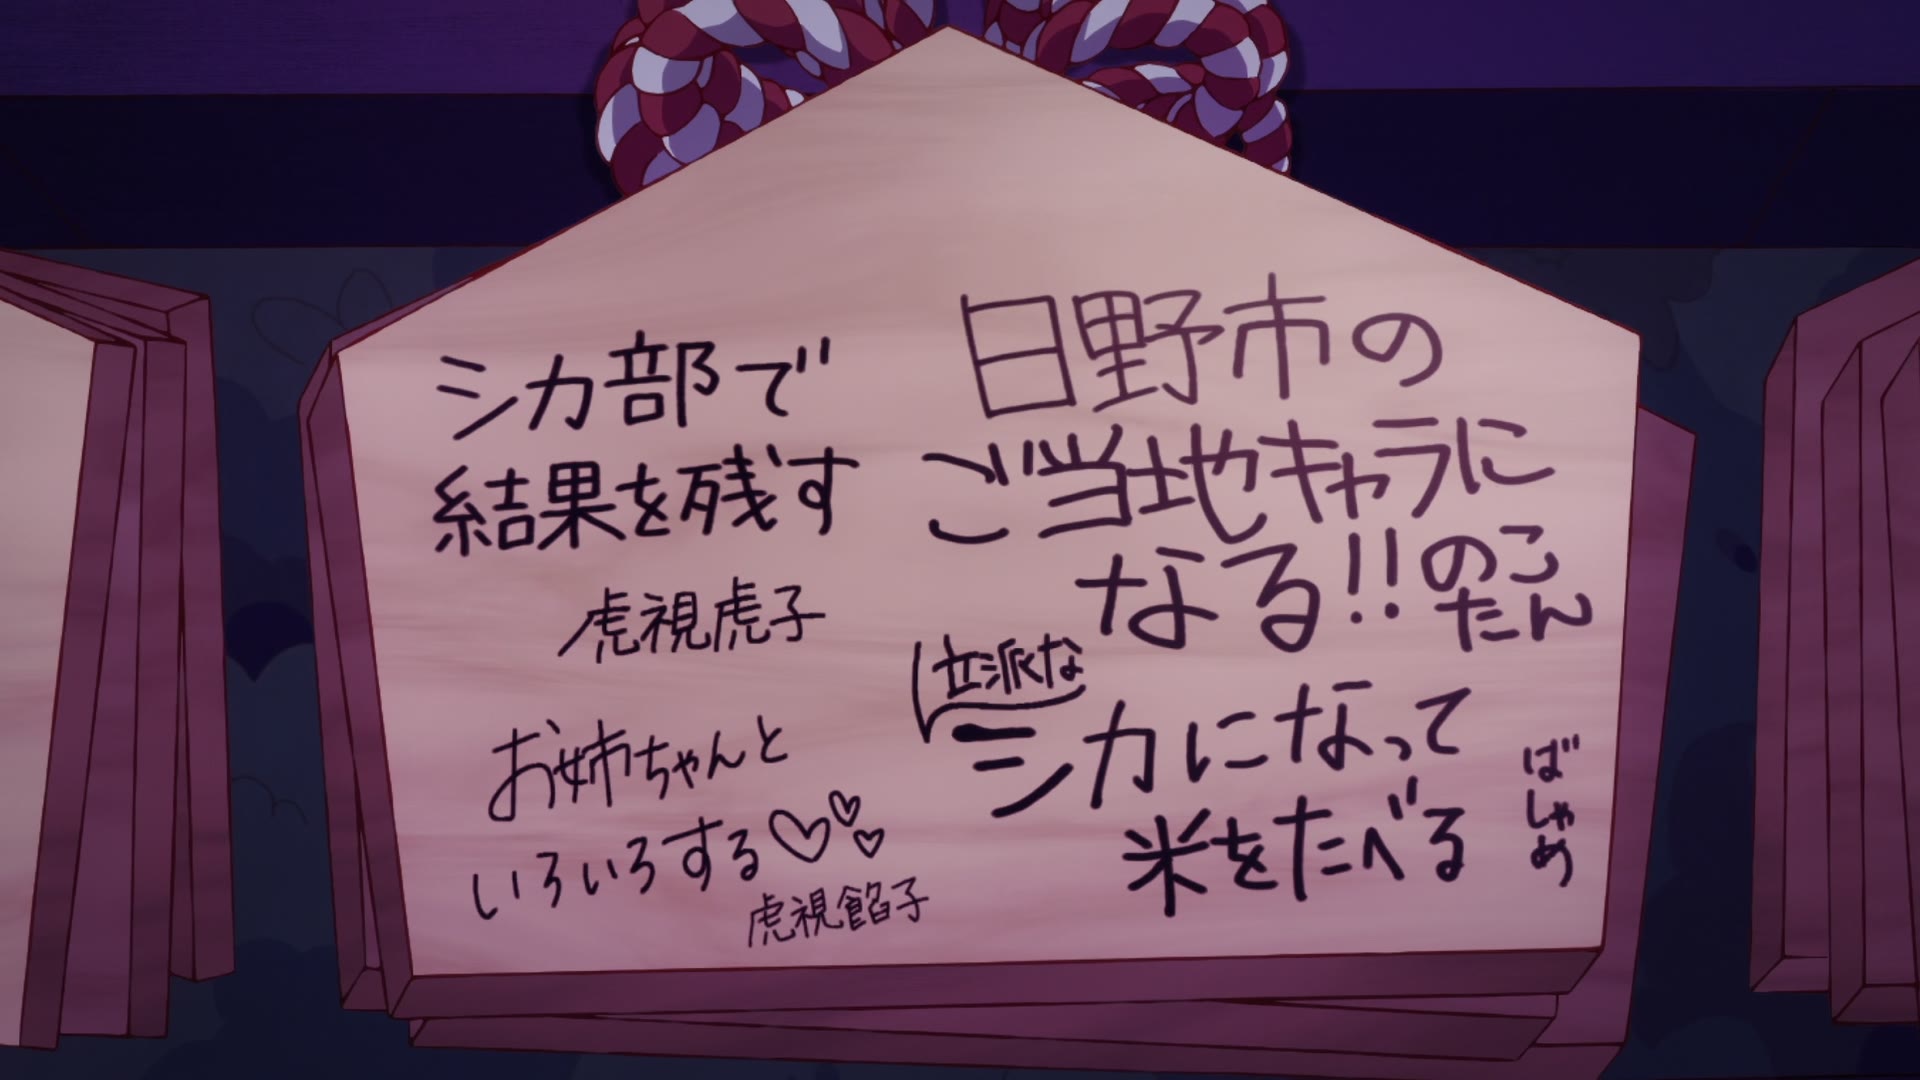 日野市の
ご当地キャラに
なる!!のこ
たん
立派な
シカになって
米をたべる
ばしゃめ
シカ部で
結果を残す
虎視虎子
お姉ちゃんと
いろいろする♡♡♡
虎視餡子